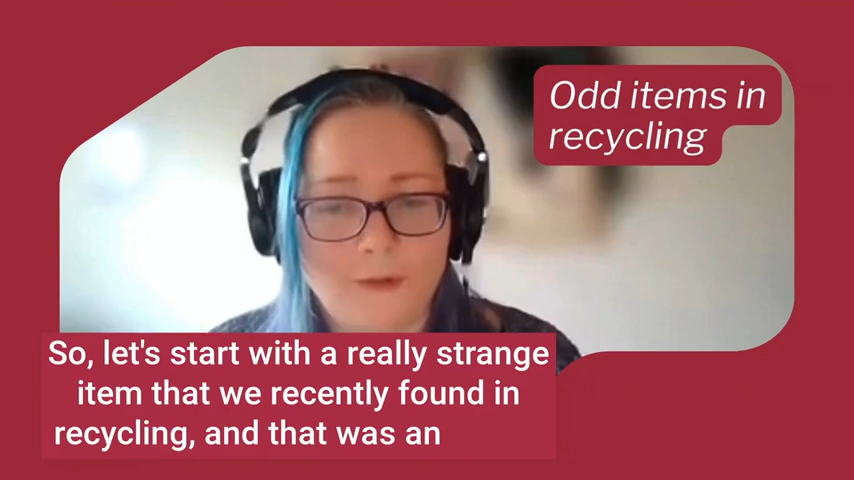 Odd items in
recycling
So, let's start with a really strange
item that we recently found in
recycling, and that was an